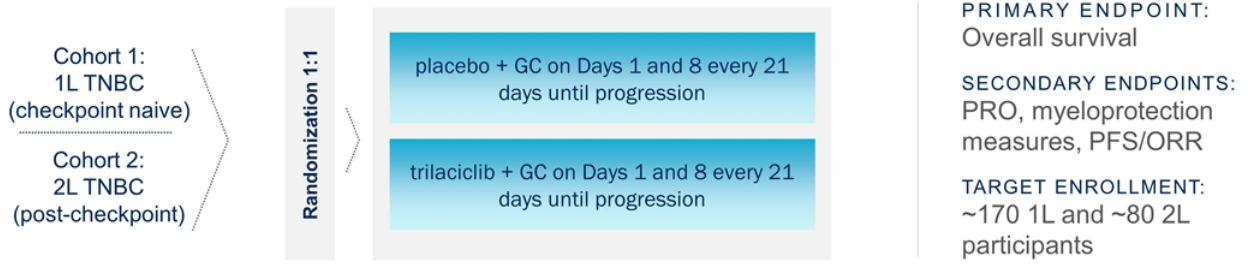 Cohort 1:
1L TNBC
(checkpoint naive)
Cohort 2:
2L TNBC
(post-checkpoint)
Randomization 1:1
placebo + GC on Days 1 and 8 every 21
days until progression
trilaciclib + GC on Days 1 and 8 every 21
days until progression
PRIMARY ENDPOINT:
Overall survival
SECONDARY ENDPOINTS:
PRO, myeloprotection
measures, PFS/ORR
TARGET ENROLLMENT:
~170 1L and ~80 2L
participants